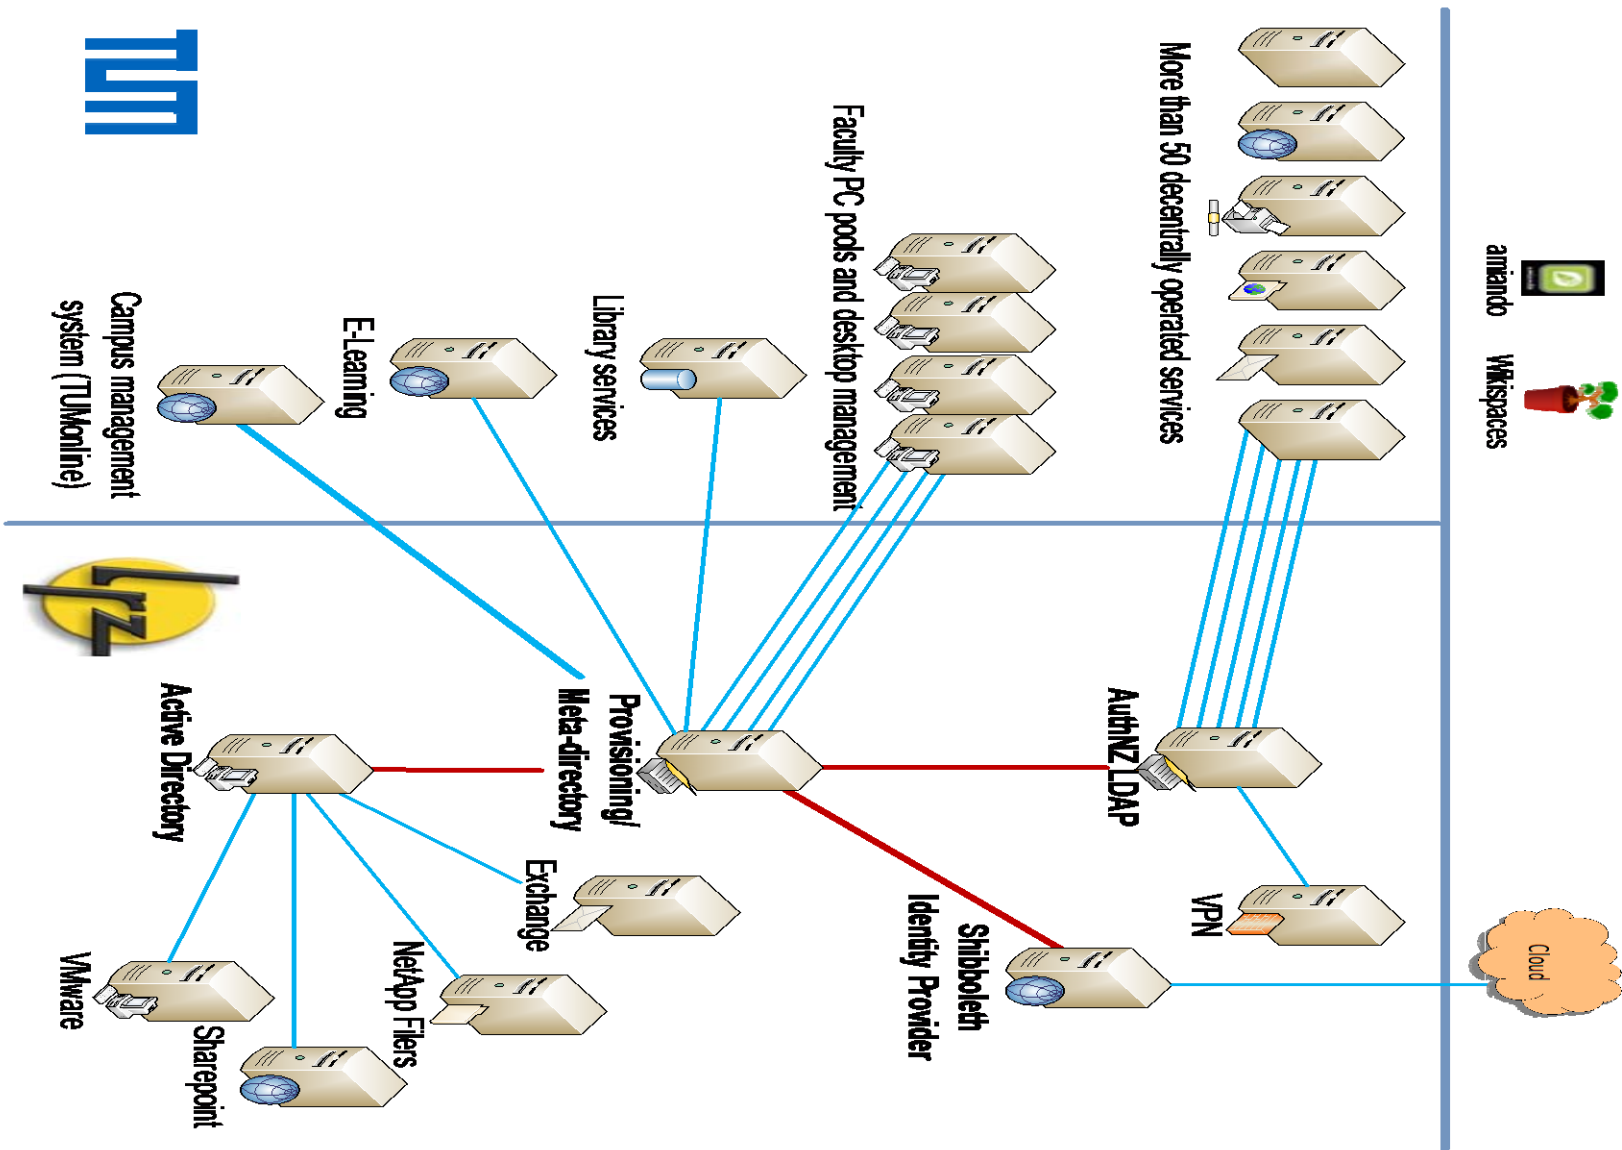 amiando
Wikispaces
Cloud
More than 50 decentrally operated services
AuthNZ LDAP
VPN
Shibboleth
Identity Provider
Faculty PC pools and desktop management
Library services
Provisioning/
Meta-directory
Exchange
NetApp Filers
E-Learning
Campus management
system (TUMonline)
Active Directory
Sharepoint
VMware
TUM